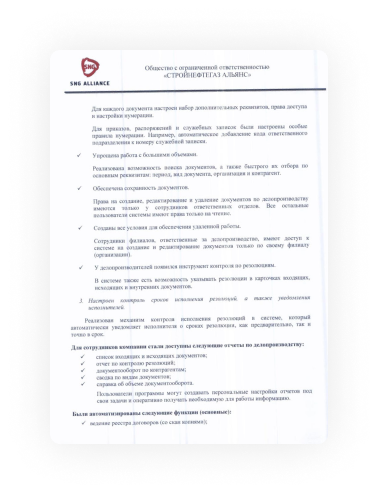 SNG
SNG ALLIANCE
Общество с ограниченной ответственностью
«СТРОЙНЕФТЕГАЗ АЛЬЯНС»
Для каждого документа настроен набор дополнительных реквизитов, права доступа
и настройки нумерации.
Для приказов, распоряжений и служебных записок были настроены особые
правила нумерации. Например, автоматическое добавление кода ответственного
подразделения к номеру служебной записки.
✓ Упрощена работа с большими объемами.
Реализована возможность поиска документов, а также быстрого их отбора по
основным реквизитам: период, вид документа, организация и контрагент.
✓ Обеспечена сохранность документов.
Права на создание, редактирование и удаление документов по делопроизводству
имеются только у сотрудников ответственных отделов. Все остальные
пользователи системы имеют права только на чтение.
✓ Созданы все условия для обеспечения удаленной работы.
Сотрудники филиалов, ответственные за делопроизводство, имеют доступ к
системе на создание и редактирование документов только по своему филиалу
(организации).
✓ У делопроизводителей появился инструмент контроля по резолюциям.
В системе также есть возможность указывать резолюции в карточках входящих,
исходящих и внутренних документов.
3. Настроен контроль сроков исполнения резолюций, а также уведомления
исполнителей.
Реализован механизм контроля исполнения резолюций в системе, который
автоматически уведомляет исполнителя о сроках резолюции, как предварительно, так и
точно в срок.
Для сотрудников компании стали доступны следующие отчеты по делопроизводству:
✓ список входящих и исходящих документов;
✓ отчет по контролю резолюций;
✓ документооборот по контрагентам;
✓ сводка по видам документов;
✓ справка об объеме документооборота.
Пользователи программы могут создавать персональные настройки отчетов под
свои задачи и оперативно получать необходимую для работы информацию.
Были автоматизированы следующие функции (основные):
✓ ведение реестра договоров (со скан копиями);